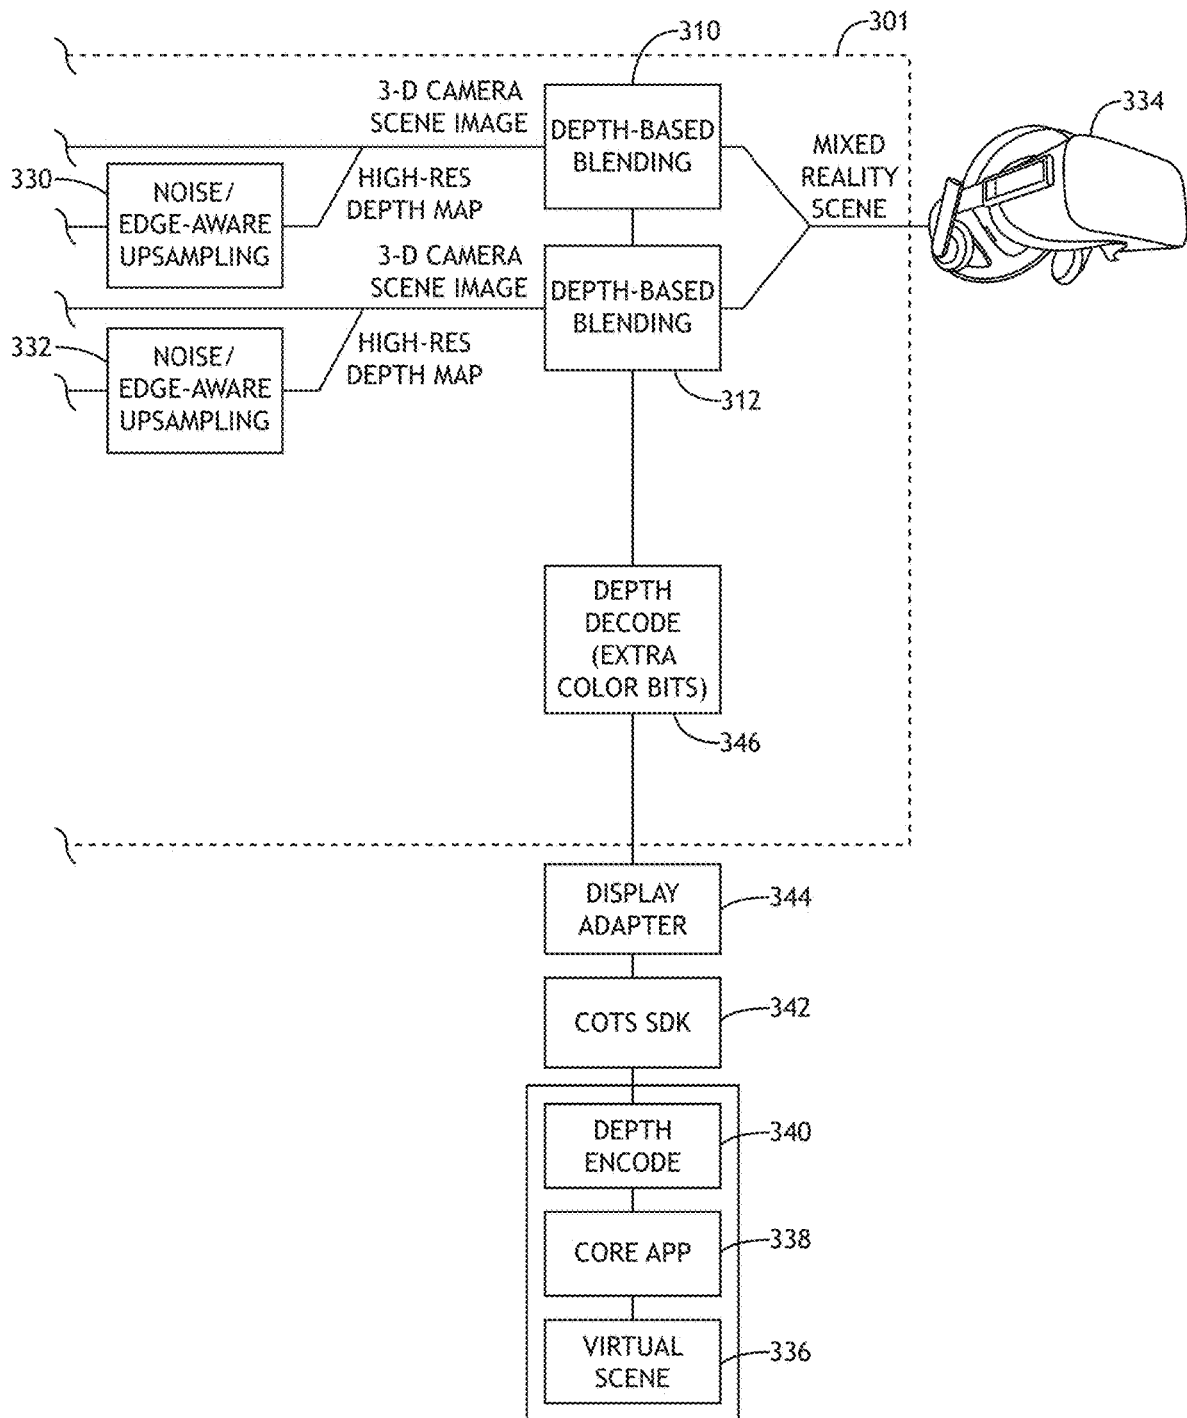 310
301
3-D CAMERA
SCENE IMAGE
DEPTH-BASED
BLENDING
MIXED
REALITY
SCENE
334
330
NOISE/
EDGE-AWARE
UPSAMPLING
HIGH-RES
DEPTH MAP
3-D CAMERA
SCENE IMAGE
DEPTH-BASED
BLENDING
332
NOISE/
EDGE-AWARE
UPSAMPLING
HIGH-RES
DEPTH MAP
312
DEPTH
DECODE
(EXTRA
COLOR BITS)
346
DISPLAY
ADAPTER
344
COTS SDK
342
DEPTH
ENCODE
340
CORE APP
338
VIRTUAL
SCENE
336